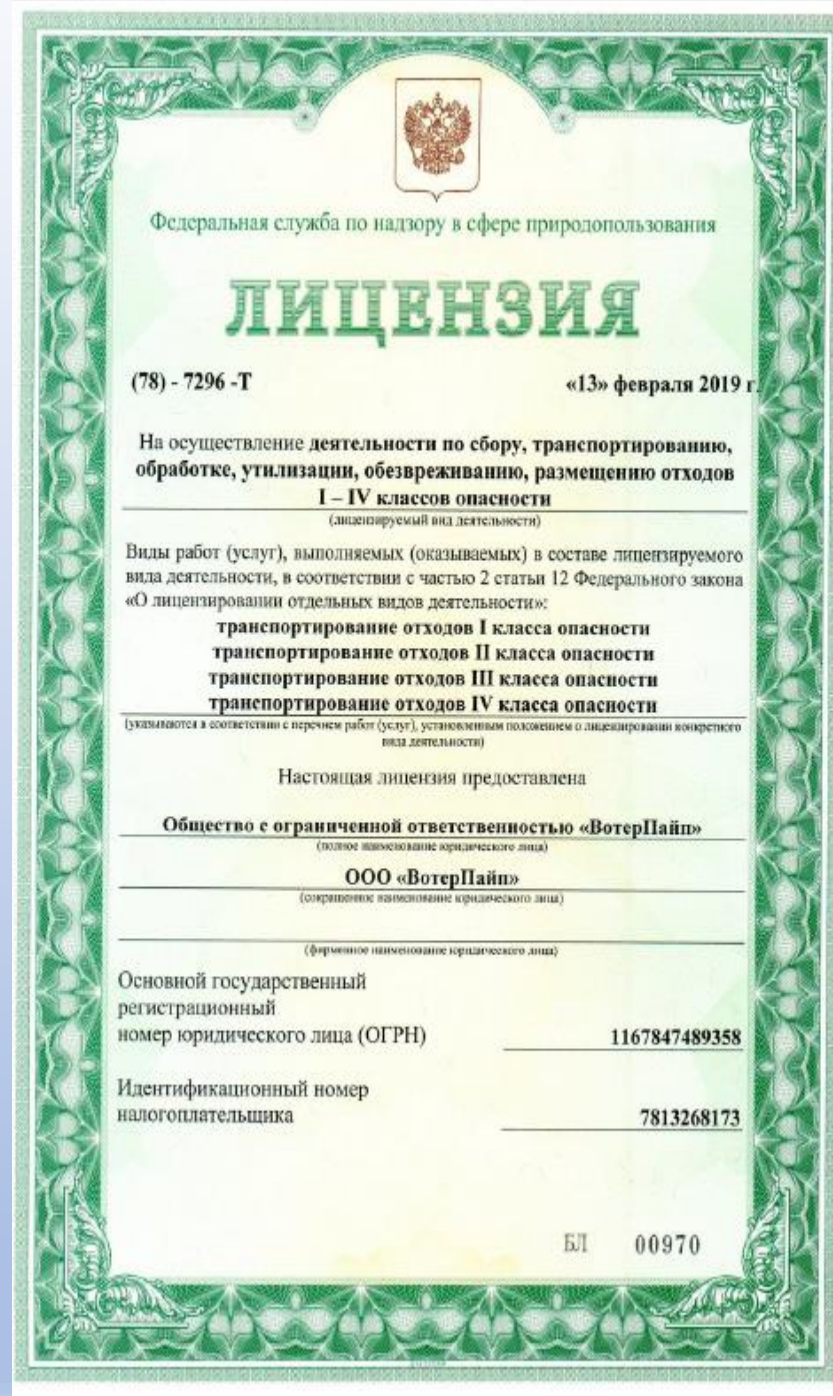 Федеральная служба по надзору в сфере природопользования
ЛИЦЕНЗИЯ
(78) - 7296 -Т «13» февраля 2019 г.
На осуществление деятельности по сбору, транспортированию,
обработке, утилизации, обезвреживанию, размещению отходов
I – IV классов опасности
(лицензируемый вид деятельности)
Виды работ (услуг), выполняемых (оказываемых) в составе лицензируемого
вида деятельности, в соответствии с частью 2 статьи 12 Федерального закона
«О лицензировании отдельных видов деятельности»:
транспортирование отходов I класса опасности
транспортирование отходов II класса опасности
транспортирование отходов III класса опасности
транспортирование отходов IV класса опасности
(указываются в соответствии с перечнем работ (услуг), установленным положением о лицензировании конкретного
вида деятельности)
Настоящая лицензия предоставлена
Общество с ограниченной ответственностью «ВотерПайп»
(полное наименование юридического лица)
ООО «ВотерПайп»
(сокращенное наименование юридического лица)
(фирменное наименование юридического лица)
Основной государственный
регистрационный
номер юридического лица (ОГРН) 1167847489358
Идентификационный номер
налогоплательщика 7813268173
БЛ 00970